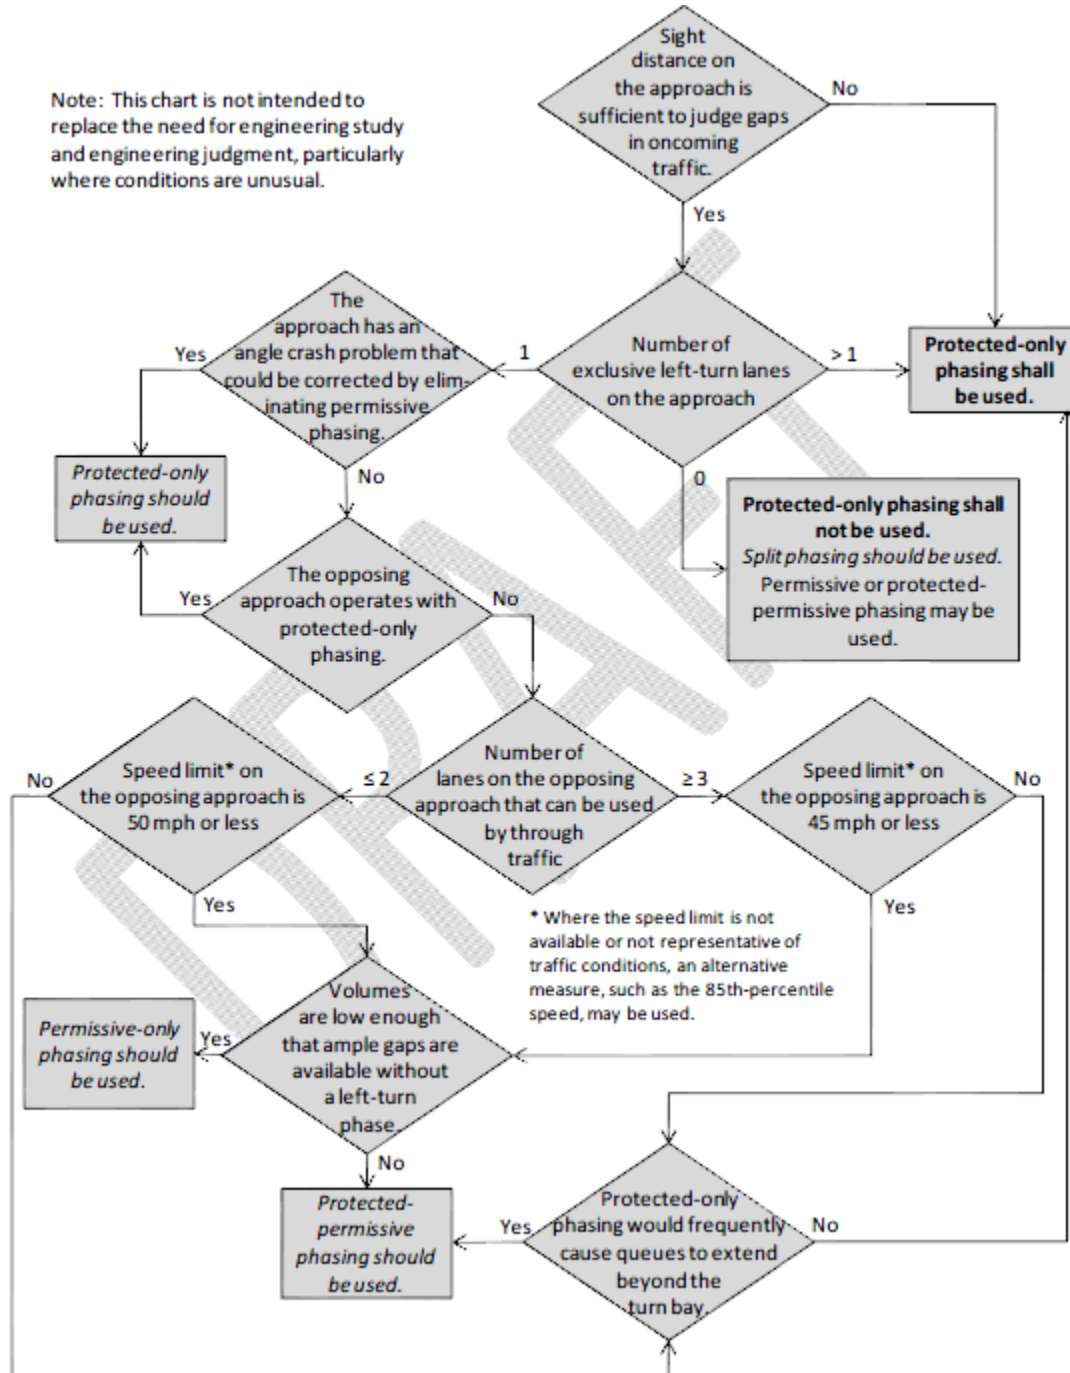 Sight
distance on
the approach is
sufficient to judge gaps
in oncoming
traffic.
No
Note: This chart is not intended to
replace the need for engineering study
and engineering judgment, particularly
where conditions are unusual.
Yes
The
approach has an
angle crash problem that
could be corrected by elim-
inating permissive
phasing.
Yes
1
Number of
exclusive left-turn lanes
on the approach
> 1
Protected-only
phasing shall
be used.
Protected-only
phasing should
be used.
No
0
Protected-only phasing shall
not be used.
Split phasing should be used.
Permissive or protected-
permissive phasing may be
used.
Yes
The opposing
approach operates with
protected-only
phasing.
No
No
Speed limit* on
the opposing approach is
50 mph or less
≤ 2
Number of
lanes on the opposing
approach that can be used
by through
traffic
≥ 3
Speed limit* on
the opposing approach is
45 mph or less
No
Yes
Yes
* Where the speed limit is not
available or not representative of
traffic conditions, an alternative
measure, such as the 85th-percentile
speed, may be used.
Permissive-only
phasing should
be used.
Yes
Volumes
are low enough
that ample gaps are
available without
a left-turn
phase.
No
Protected-
permissive
phasing should
be used.
Yes
Protected-only
phasing would frequently
cause queues to extend
beyond the
turn bay.
No
DRAFT